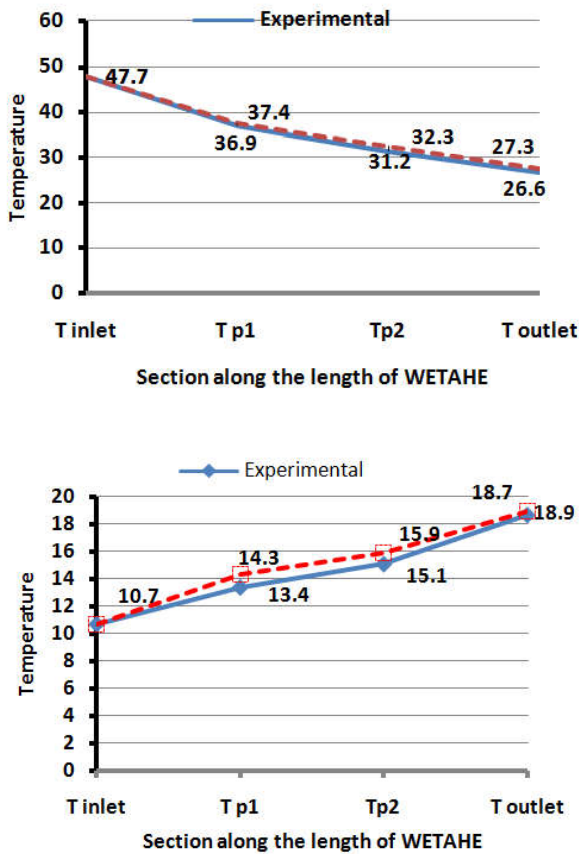 60
50
40
30
20
10
0
Temperature
Experimental
47.7
37.4
36.9
32.3
31.2
27.3
26.6
T inlet
T p1
Tp2
T outlet
Section along the length of WETAHE
Experimental
20
18
16
14
12
10
8
6
4
2
0
Temperature
10.7
14.3
13.4
15.9
15.1
18.7
18.9
T inlet
T p1
Tp2
T outlet
Section along the length of WETAHE